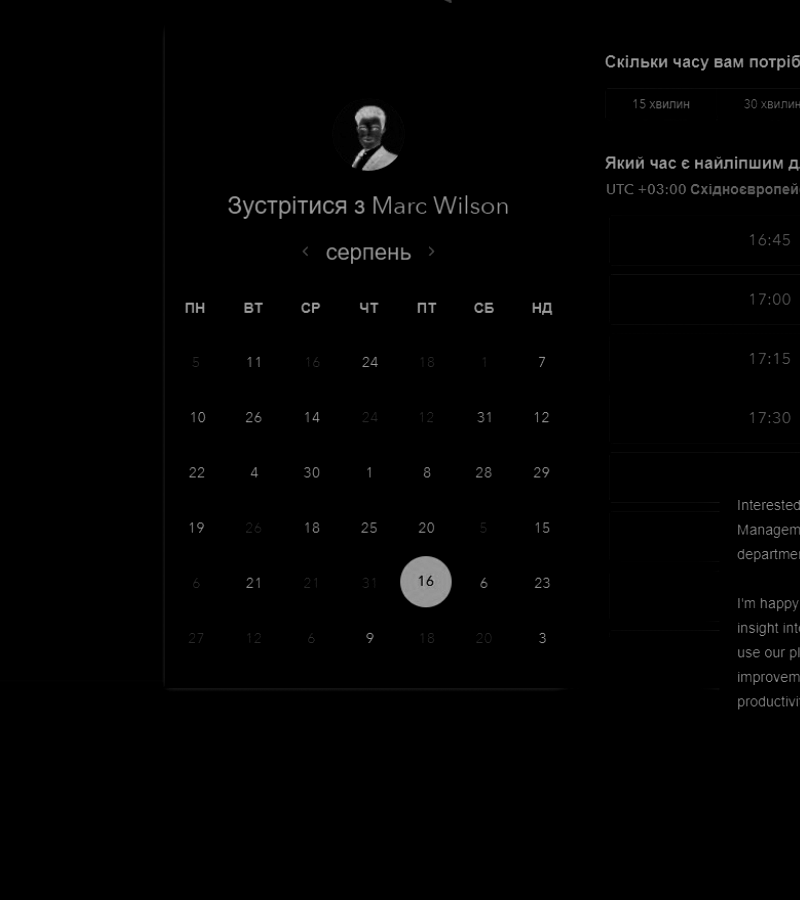 Зустрітися з Marc Wilson
серпень
ПН ВТ СР ЧТ ПТ СБ НД
5 11 16 24 18 1 7
10 26 14 24 12 31 12
22 4 30 1 8 28 29
19 26 18 25 20 5 15
6 21 21 31 16 6 23
27 12 6 9 18 20 3
Скільки часу вам потріб
15 хвилин 30 хвилин
Який час є найліпшим д
UTC +03:00 Східноєвропей
16:45
17:00
17:15
17:30
Interested
Managem
departme
I'm happy
insight int
use our pl
improvem
productivi